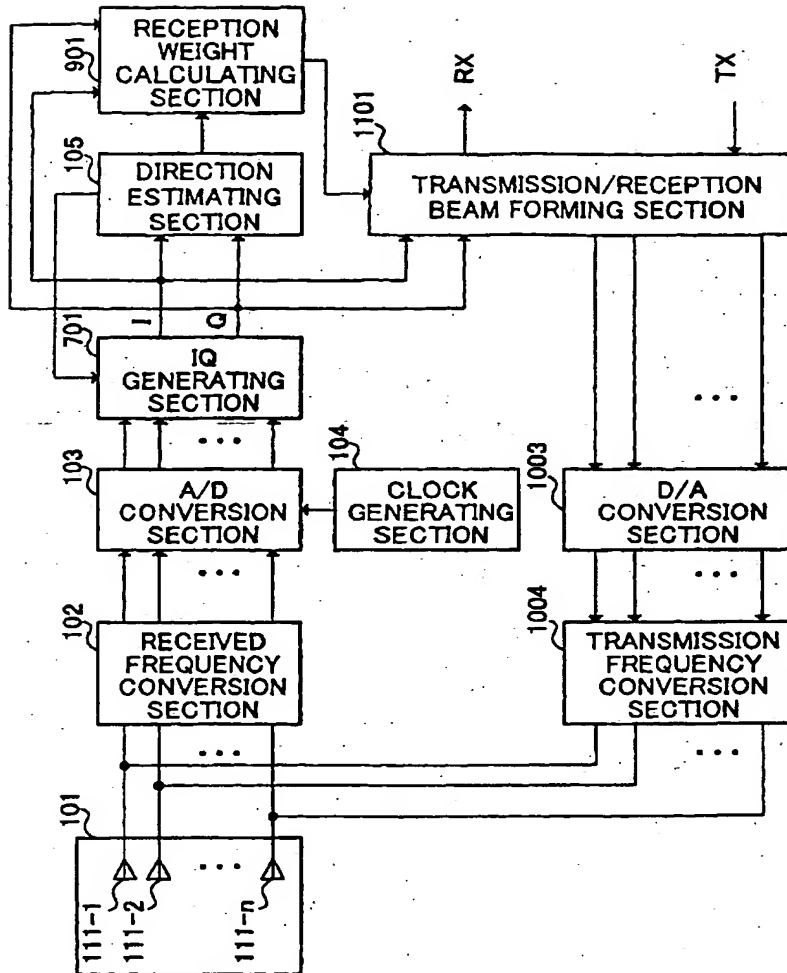 RECEPTION
WEIGHT
CALCULATING
SECTION
901
105
DIRECTION
ESTIMATING
SECTION
RX
TX
1101
TRANSMISSION/RECEPTION
BEAM FORMING SECTION
I
Q
701
IQ
GENERATING
SECTION
103
A/D
CONVERSION
SECTION
104
CLOCK
GENERATING
SECTION
1003
D/A
CONVERSION
SECTION
102
RECEIVED
FREQUENCY
CONVERSION
SECTION
1004
TRANSMISSION
FREQUENCY
CONVERSION
SECTION
101
111-1
111-2
111-n